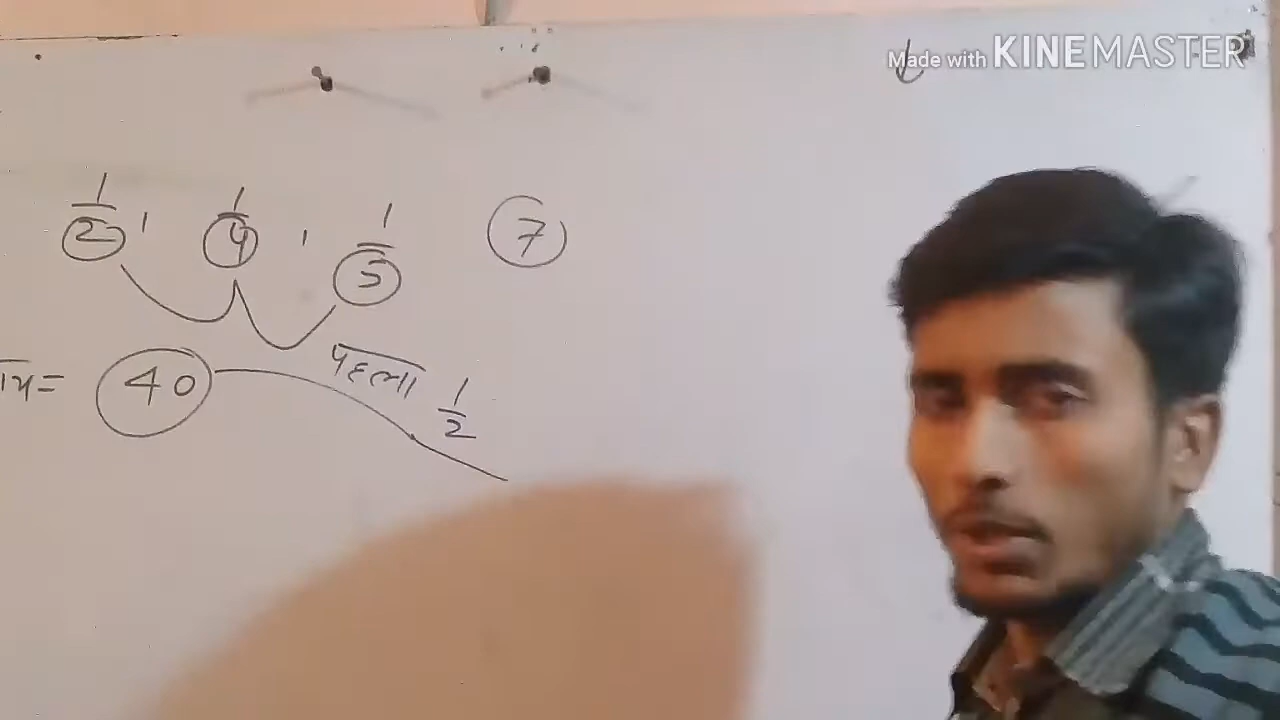 Made with KINEMASTER
1/2, 1/4, 1/5 7
= 40 पहला 1/2